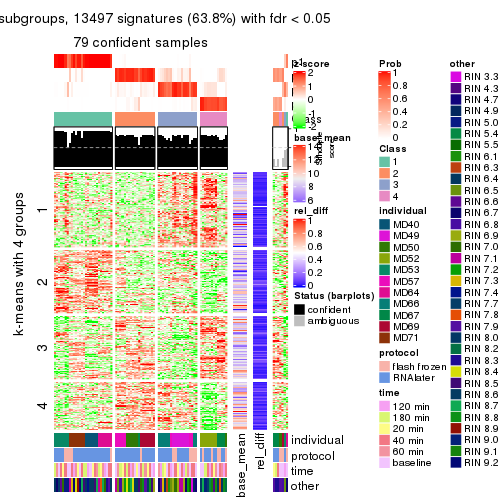 subgroups, 13497 signatures (63.8%) with fdr < 0.05
79 confident samples
k-means with 4 groups
1
2
3
4
individual
protocol
time
other
base_mean
rel_diff
z-score
2
1
0
-1
-2
base_mean
14
8
6
rel_diff
1
0.8
0.6
0.4
0.2
0
Status (barplots)
confident
ambiguous
Prob
1
0.8
0.6
0.4
0.2
0
Class
1
2
3
4
individual
MD40
MD49
MD50
MD52
MD53
MD57
MD64
MD66
MD67
MD69
MD71
protocol
flash frozen
RNAlater
time
120 min
180 min
20 min
40 min
60 min
baseline
other
RIN 3.3
RIN 4.3
RIN 4.7
RIN 4.9
RIN 5.0
RIN 5.4
RIN 5.5
RIN 6.1
RIN 6.3
RIN 6.4
RIN 6.5
RIN 6.6
RIN 6.7
RIN 6.8
RIN 6.9
RIN 7.0
RIN 7.1
RIN 7.2
RIN 7.3
RIN 7.4
RIN 7.7
RIN 7.8
RIN 7.9
RIN 8.0
RIN 8.2
RIN 8.3
RIN 8.4
RIN 8.5
RIN 8.6
RIN 8.7
RIN 8.8
RIN 8.9
RIN 9.0
RIN 9.1
RIN 9.2